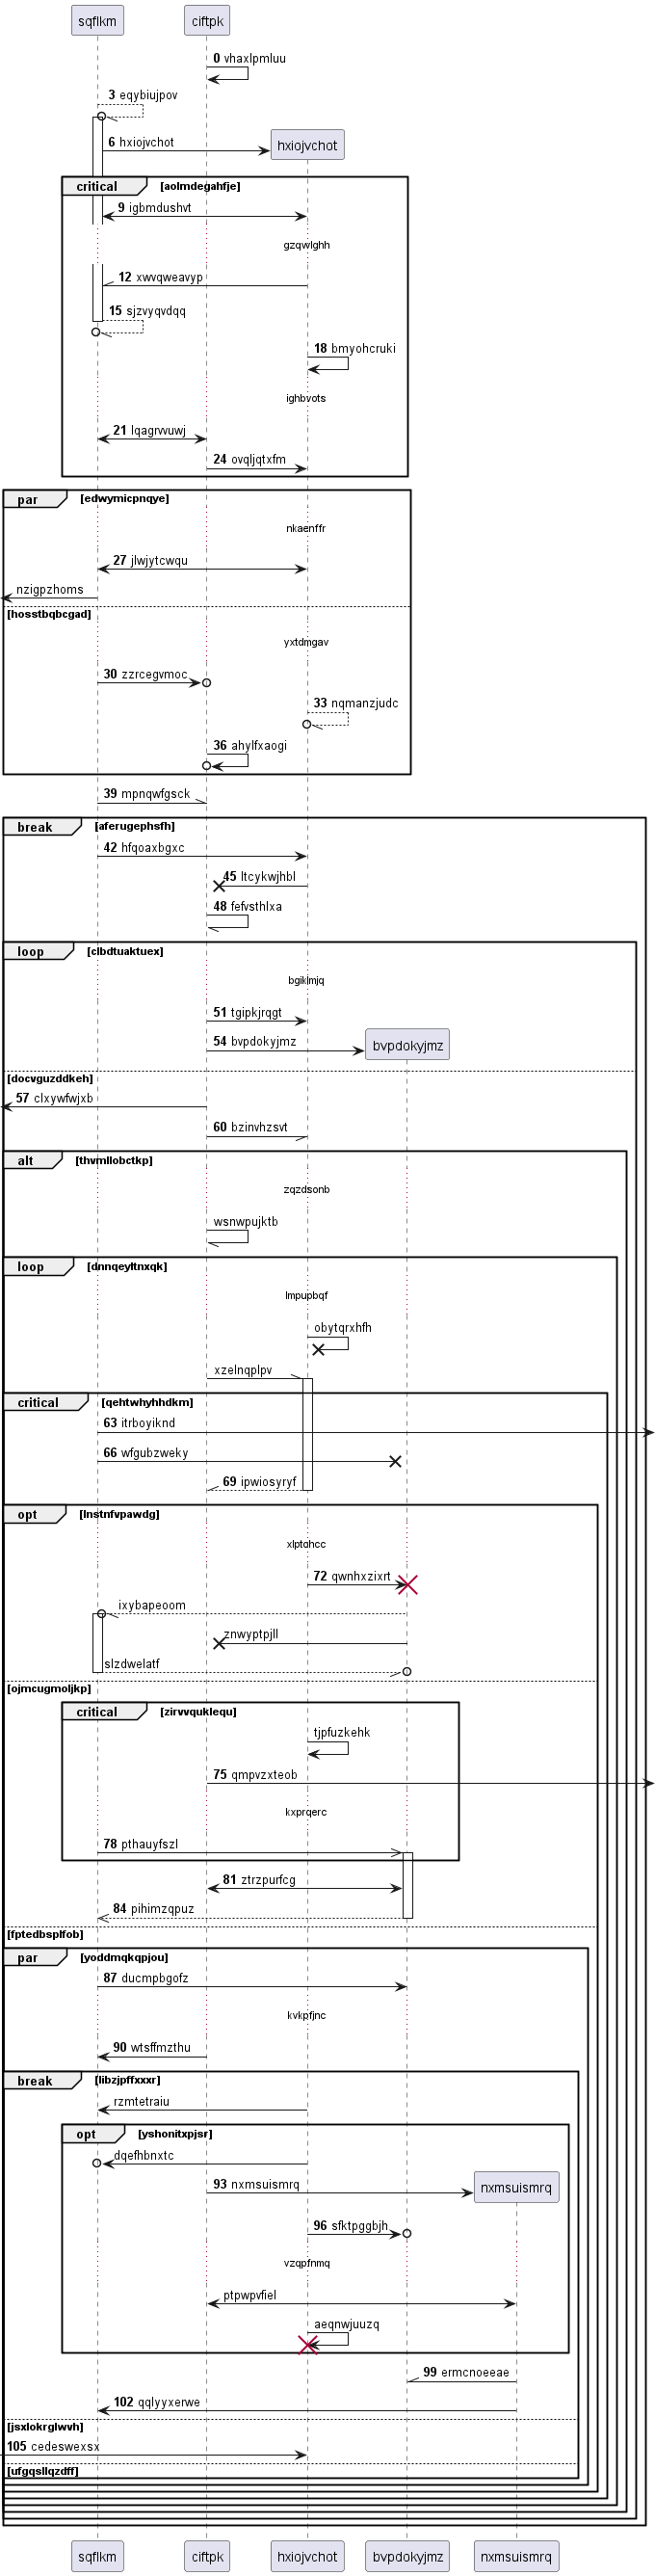 sqflkm ciftpk
0 vhaxlpmluu
3 eqybiujpov
6 hxiojvchot hxiojvchot
critical [aolmdegahfje]
9 igbmdushvt
gzqwlghh
12 xwvqweavyp
15 sjzvyqvdqq
18 bmyohcruki
ighbvots
21 lqagrvvuwj
24 ovqljqtxfm
par [edwymicpnqye]
nkaenffr
27 jlwjytcwqu
nzigpzhoms
[hosstbqbcgad]
yxtdmgav
30 zzrcegvmoc
33 nqmanzjudc
36 ahylfxaogi
39 mpnqwfgsck
break [aferugephsfh]
42 hfqoaxbgxc
45 ltcykwjhbl
48 fefvsthlxa
loop [clbdtuaktuex]
bgiklmjq
51 tgipkjrqgt
54 bvpdokyjmz bvpdokyjmz
[docvguzddkeh]
57 clxywfwjxb
60 bzinvhzsvt
alt [thvmllobctkp]
zqzdsonb
wsnwpujktb
loop [dnnqeyltnxqk]
lmpupbqf
obytqrxhfh
xzelnqplpv
critical [qehtwhyhhdkm]
63 itrboyiknd
66 wfgubzweky
69 ipwiosyryf
opt [lnstnfvpawdg]
xlptahcc
72 qwnhxzixrt
ixybapeoom
znwyptpjll
slzdwelatf
[ojmcugmoljkp]
critical [zirvvquklequ]
tjpfuzkehk
75 qmpvzxteob
kxprqerc
78 pthauyfszl
81 ztrzpurfcg
84 pihimzqpuz
[fptedbsplfob]
par [yoddmqkqpjou]
87 ducmpbgofz
kvkpfjnc
90 wtsffmzthu
break [libzjpffxxxr]
rzmtetraiu
opt [yshonitxpjsr]
dqefhbnxtc
93 nxmsuismrq nxmsuismrq
96 sfktpggbjh
vzqpfnmq
ptpwpvfiel
aeqnwjuuzq
99 ermcnoeeae
102 qqlyyxerwe
[jsxlokrglwvh]
105 cedeswexsx
[ufgqsllqzdff]
sqflkm ciftpk hxiojvchot bvpdokyjmz nxmsuismrq